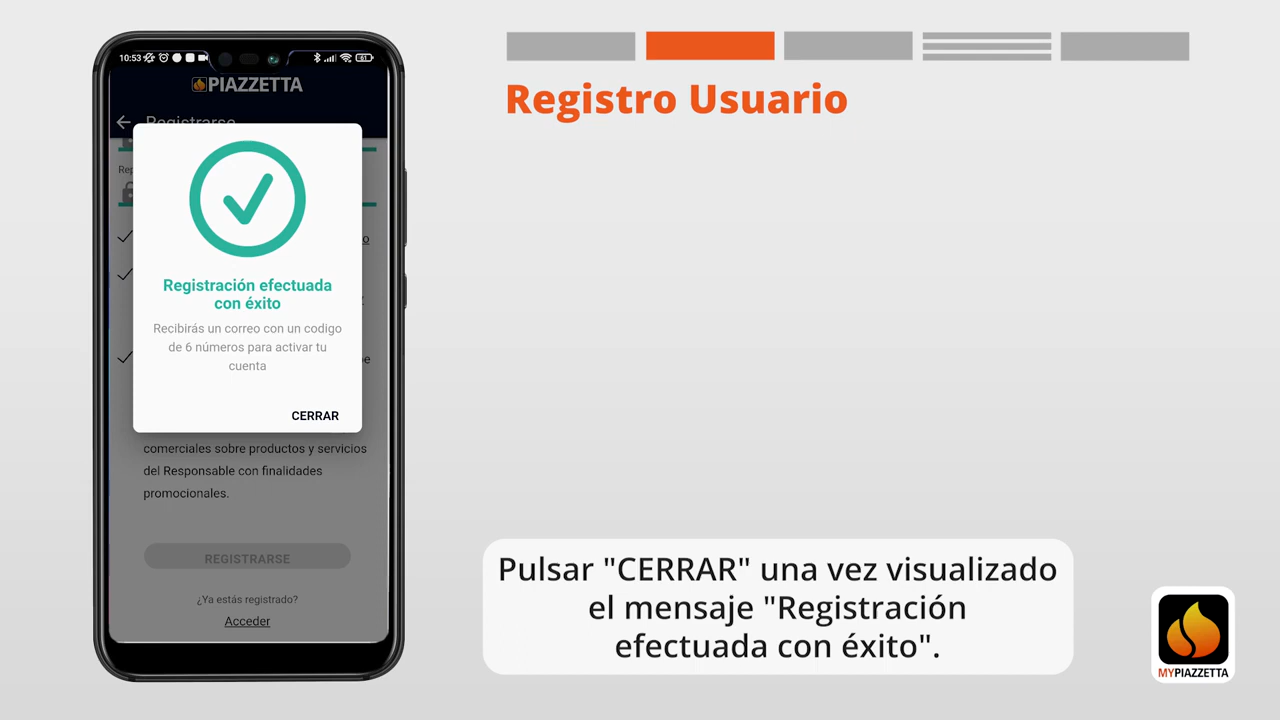 Registro Usuario
10:53
61
PIAZZETTA
Registrarse
Rep
o
Registración efectuada
con éxito
Recibirás un correo con un codigo
de 6 números para activar tu
cuenta
CERRAR
comerciales sobre productos y servicios
del Responsable con finalidades
promocionales.
REGISTRARSE
¿Ya estás registrado?
Acceder
Pulsar "CERRAR" una vez visualizado
el mensaje "Registración
efectuada con éxito".
MYPIAZZETTA